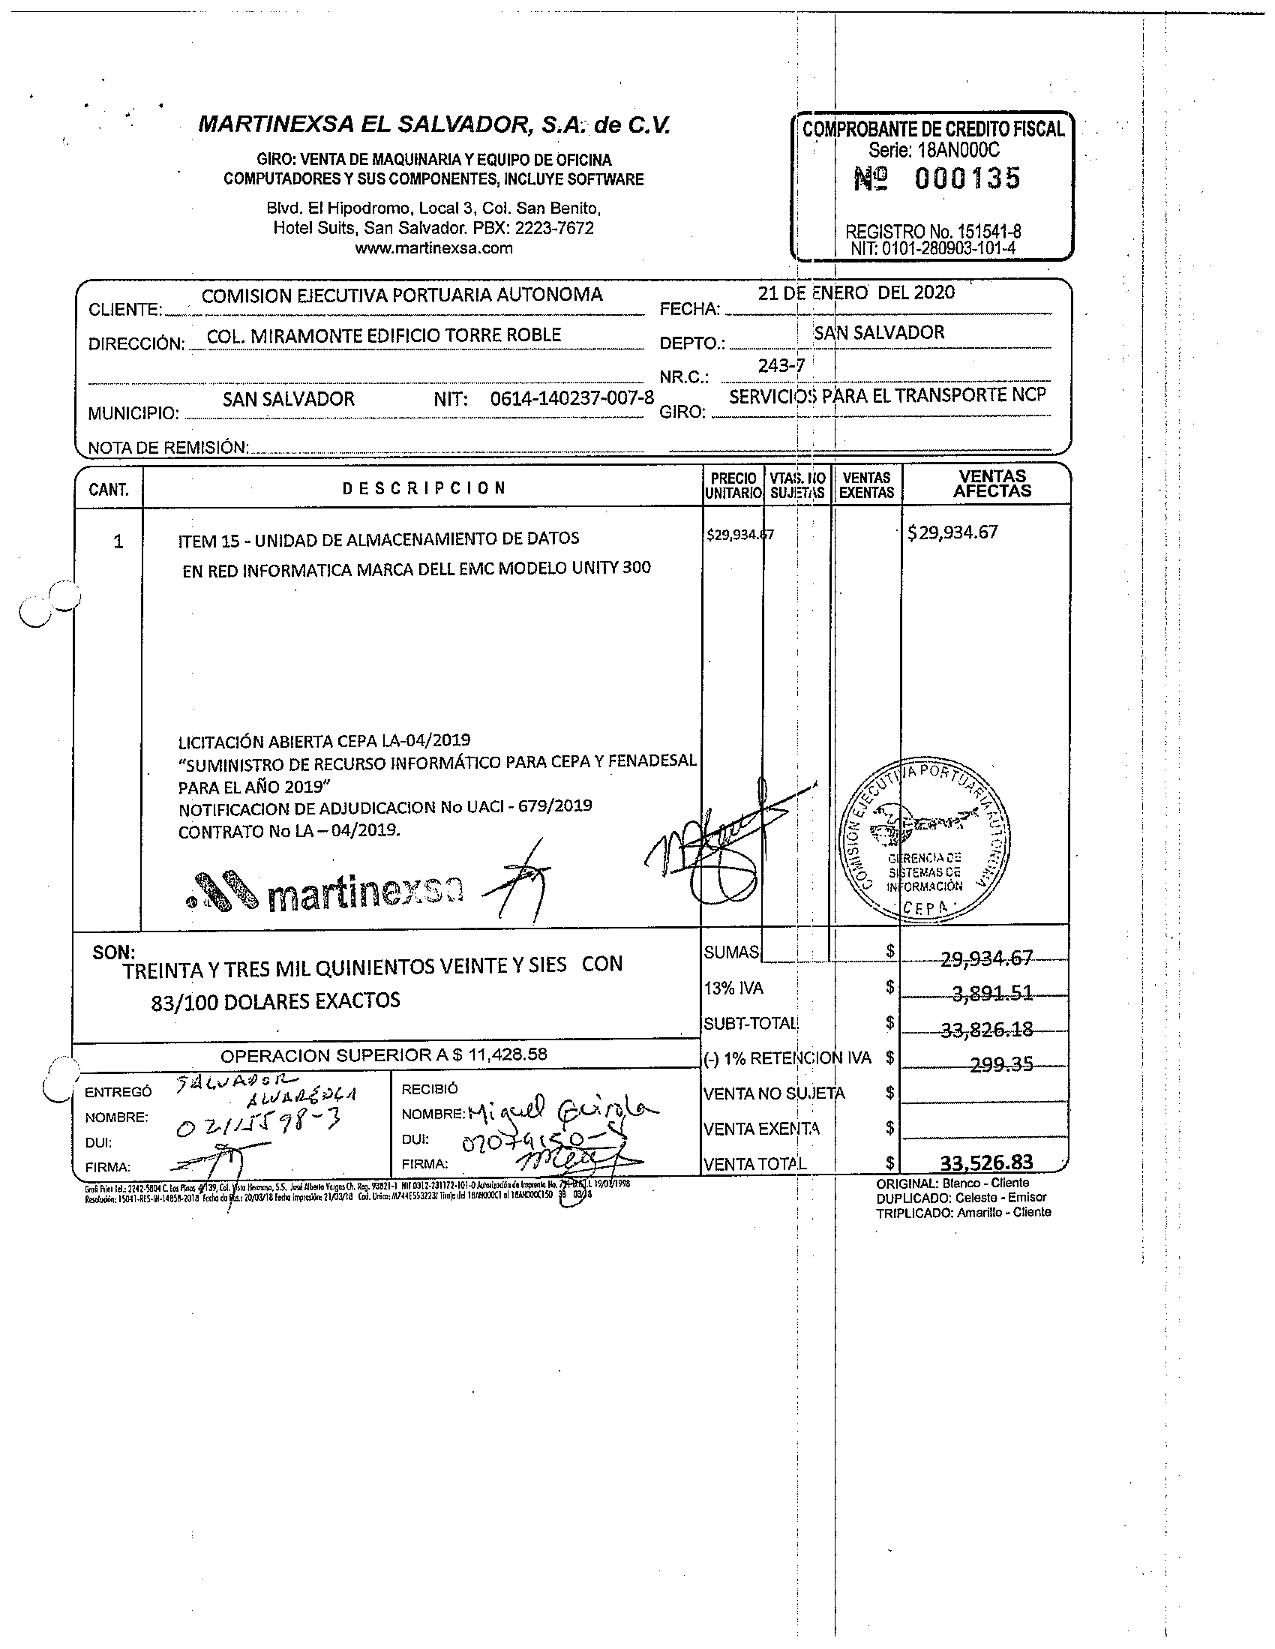 MARTINEXSA EL SALVADOR, S.A. de C.V.
GIRO: VENTA DE MAQUINARIA Y EQUIPO DE OFICINA
COMPUTADORES Y SUS COMPONENTES, INCLUYE SOFTWARE
Blvd. El Hipodromo, Local 3, Col. San Benito,
Hotel Suits, San Salvador. PBX: 2223-7672
www.martinexsa.com
COMPROBANTE DE CREDITO FISCAL
Serie: 18AN000C
Nº 000135
REGISTRO No. 151541-8
NIT: 0101-280903-101-4
CLIENTE: COMISION EJECUTIVA PORTUARIA AUTONOMA FECHA: 21 DE ENERO DEL 2020
DIRECCIÓN: COL. MIRAMONTE EDIFICIO TORRE ROBLE DEPTO.: SAN SALVADOR
NR.C.: 243-7
MUNICIPIO: SAN SALVADOR NIT: 0614-140237-007-8 GIRO: SERVICIOS PARA EL TRANSPORTE NCP
NOTA DE REMISIÓN:
CANT. DESCRIPCION PRECIO UNITARIO VTAS. NO SUJETAS VENTAS EXENTAS VENTAS AFECTAS
1 ITEM 15 - UNIDAD DE ALMACENAMIENTO DE DATOS $29,934.67 $29,934.67
EN RED INFORMATICA MARCA DELL EMC MODELO UNITY 300
LICITACIÓN ABIERTA CEPA LA-04/2019
"SUMINISTRO DE RECURSO INFORMÁTICO PARA CEPA Y FENADESAL
PARA EL AÑO 2019"
NOTIFICACION DE ADJUDICACION No UACI - 679/2019
CONTRATO No LA – 04/2019.
martinexsa
COMISIÓN EJECUTIVA PORTUARIA AUTONOMA
GERENCIA DE
SISTEMAS DE
INFORMACIÓN
CEPA
SON:
TREINTA Y TRES MIL QUINIENTOS VEINTE Y SIES CON
83/100 DOLARES EXACTOS
SUMAS $ 29,934.67
13% IVA $ 3,891.51
SUBT-TOTAL $ 33,826.18
(-) 1% RETENCION IVA $ 299.35
VENTA NO SUJETA $
VENTA EXENTA $
VENTA TOTAL $ 33,526.83
OPERACION SUPERIOR A $ 11,428.58
ENTREGÓ
NOMBRE: SALVADOR
DUI:
FIRMA:
RECIBIÓ
NOMBRE: Miguel Guirola
DUI:
FIRMA:
ORIGINAL: Blanco - Cliente
DUPLICADO: Celeste - Emisor
TRIPLICADO: Amarillo - Cliente